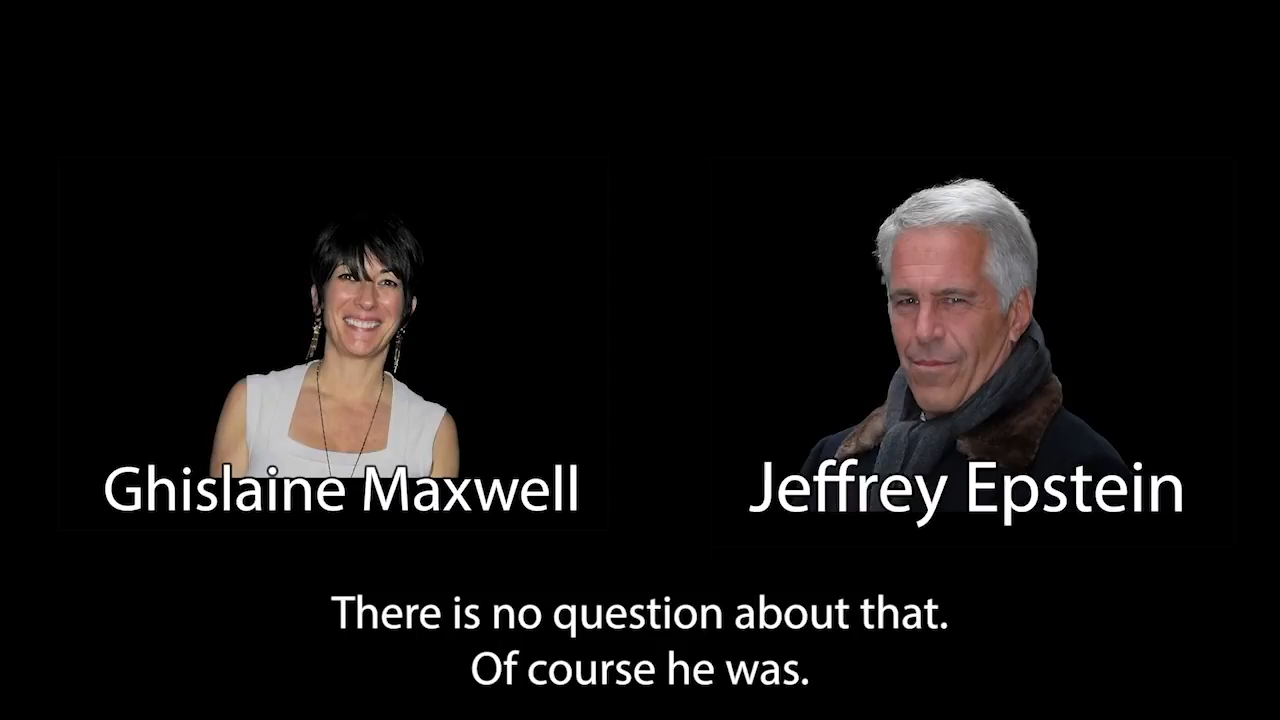 Ghislaine Maxwell
Jeffrey Epstein
There is no question about that.
Of course he was.